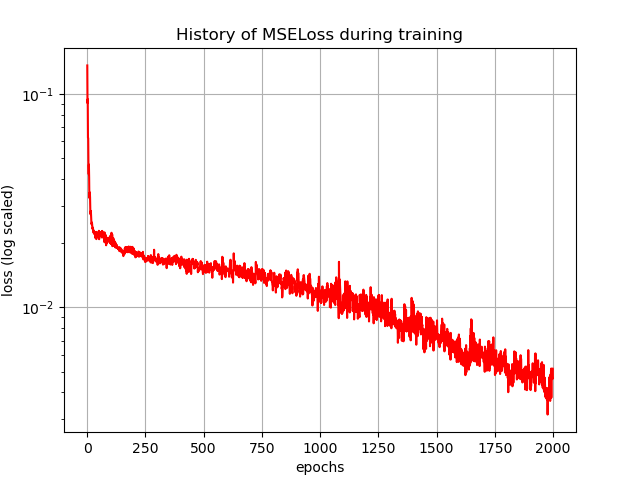 History of MSELoss during training
10⁻¹
10⁻²
loss (log scaled)
0 250 500 750 1000 1250 1500 1750 2000
epochs